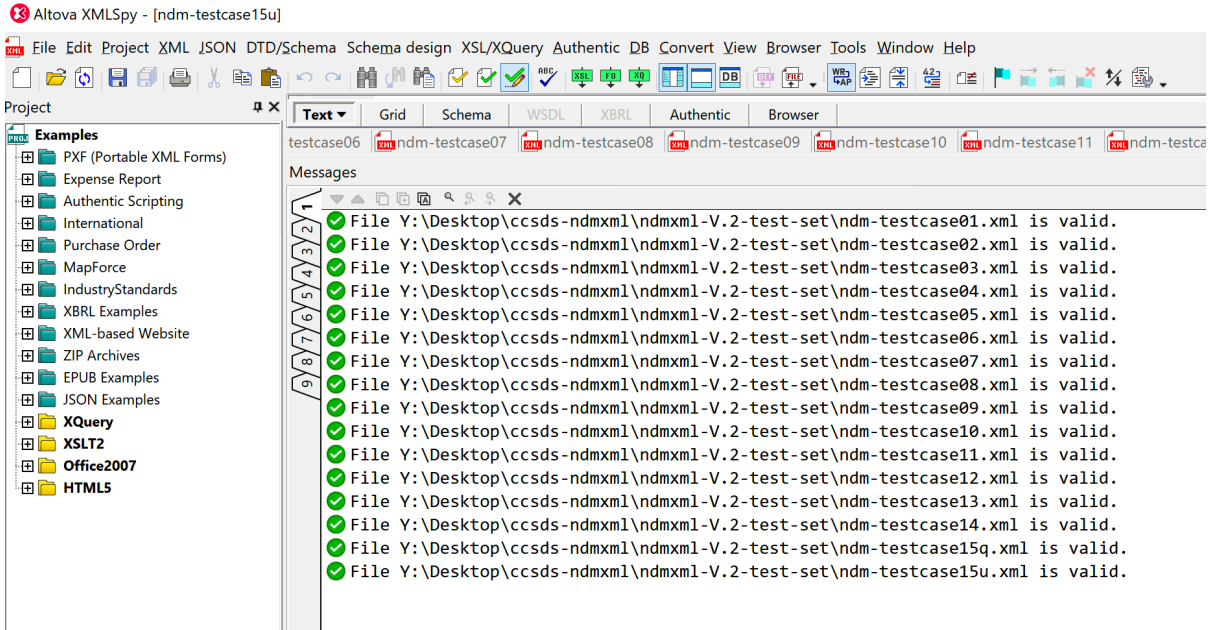 Altova XMLSpy - [ndm-testcase15u]
File Edit Project XML JSON DTD/Schema Schema design XSL/XQuery Authentic DB Convert View Browser Tools Window Help
Project
Text Grid Schema WSDL XBRL Authentic Browser
testcase06 ndm-testcase07 ndm-testcase08 ndm-testcase09 ndm-testcase10 ndm-testcase11 ndm-testca
Examples
PXF (Portable XML Forms)
Expense Report
Authentic Scripting
International
Purchase Order
MapForce
IndustryStandards
XBRL Examples
XML-based Website
ZIP Archives
EPUB Examples
JSON Examples
XQuery
XSLT2
Office2007
HTML5
Messages
1
2
3
4
5
6
7
8
9
File Y:\Desktop\ccsds-ndmxml\ndmxml-V.2-test-set\ndm-testcase01.xml is valid.
File Y:\Desktop\ccsds-ndmxml\ndmxml-V.2-test-set\ndm-testcase02.xml is valid.
File Y:\Desktop\ccsds-ndmxml\ndmxml-V.2-test-set\ndm-testcase03.xml is valid.
File Y:\Desktop\ccsds-ndmxml\ndmxml-V.2-test-set\ndm-testcase04.xml is valid.
File Y:\Desktop\ccsds-ndmxml\ndmxml-V.2-test-set\ndm-testcase05.xml is valid.
File Y:\Desktop\ccsds-ndmxml\ndmxml-V.2-test-set\ndm-testcase06.xml is valid.
File Y:\Desktop\ccsds-ndmxml\ndmxml-V.2-test-set\ndm-testcase07.xml is valid.
File Y:\Desktop\ccsds-ndmxml\ndmxml-V.2-test-set\ndm-testcase08.xml is valid.
File Y:\Desktop\ccsds-ndmxml\ndmxml-V.2-test-set\ndm-testcase09.xml is valid.
File Y:\Desktop\ccsds-ndmxml\ndmxml-V.2-test-set\ndm-testcase10.xml is valid.
File Y:\Desktop\ccsds-ndmxml\ndmxml-V.2-test-set\ndm-testcase11.xml is valid.
File Y:\Desktop\ccsds-ndmxml\ndmxml-V.2-test-set\ndm-testcase12.xml is valid.
File Y:\Desktop\ccsds-ndmxml\ndmxml-V.2-test-set\ndm-testcase13.xml is valid.
File Y:\Desktop\ccsds-ndmxml\ndmxml-V.2-test-set\ndm-testcase14.xml is valid.
File Y:\Desktop\ccsds-ndmxml\ndmxml-V.2-test-set\ndm-testcase15q.xml is valid.
File Y:\Desktop\ccsds-ndmxml\ndmxml-V.2-test-set\ndm-testcase15u.xml is valid.